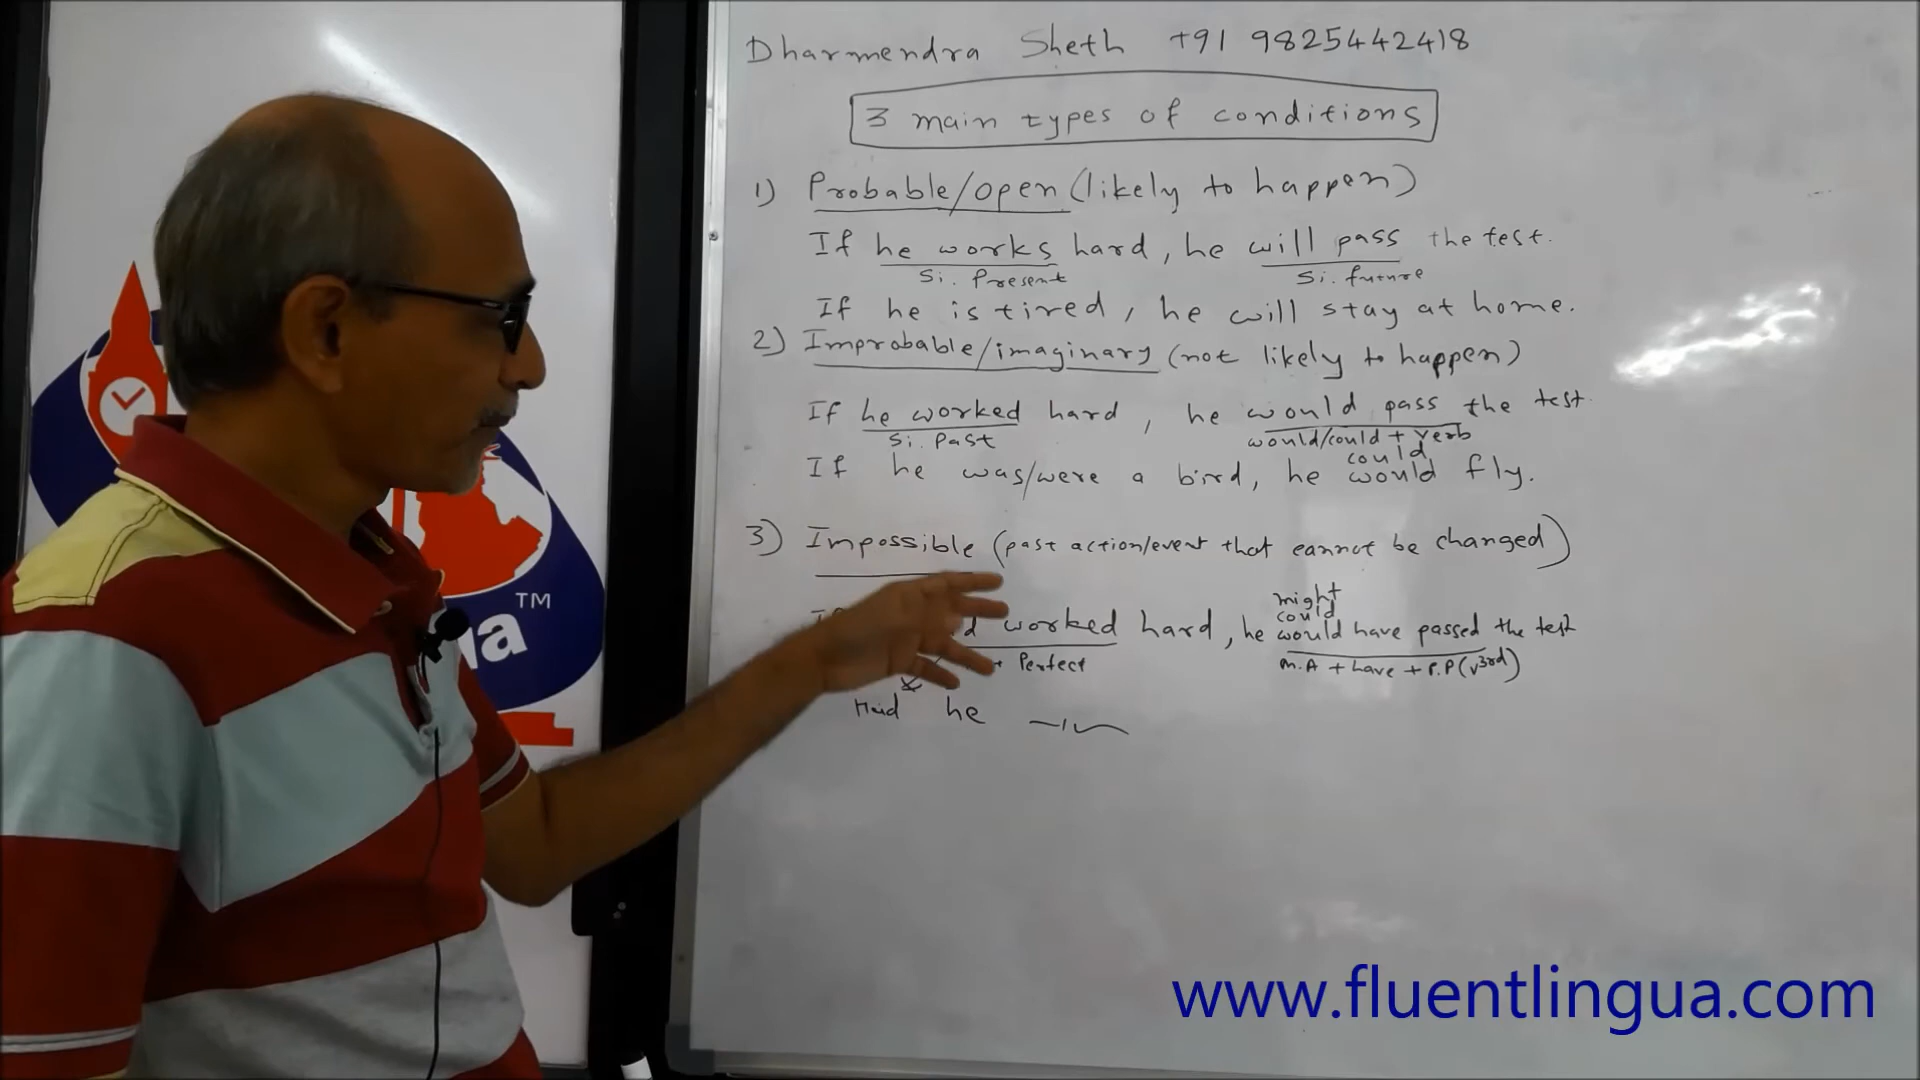 Dharmendra Sheth +91 9825442418
3 main types of conditions
1) Probable/open (likely to happen)
If he works hard, he will pass the test.
Si. Present Si. future
If he is tired, he will stay at home.
2) Improbable/imaginary (not likely to happen)
If he worked hard, he would pass the test.
Si. Past would/could + verb
could
If he was/were a bird, he would fly.
3) Impossible (past action/event that cannot be changed)
might
could
worked hard, he would have passed the test
Perfect M.A + have + P.P (v3rd)
Had he
TM
ua
www.fluentlingua.com